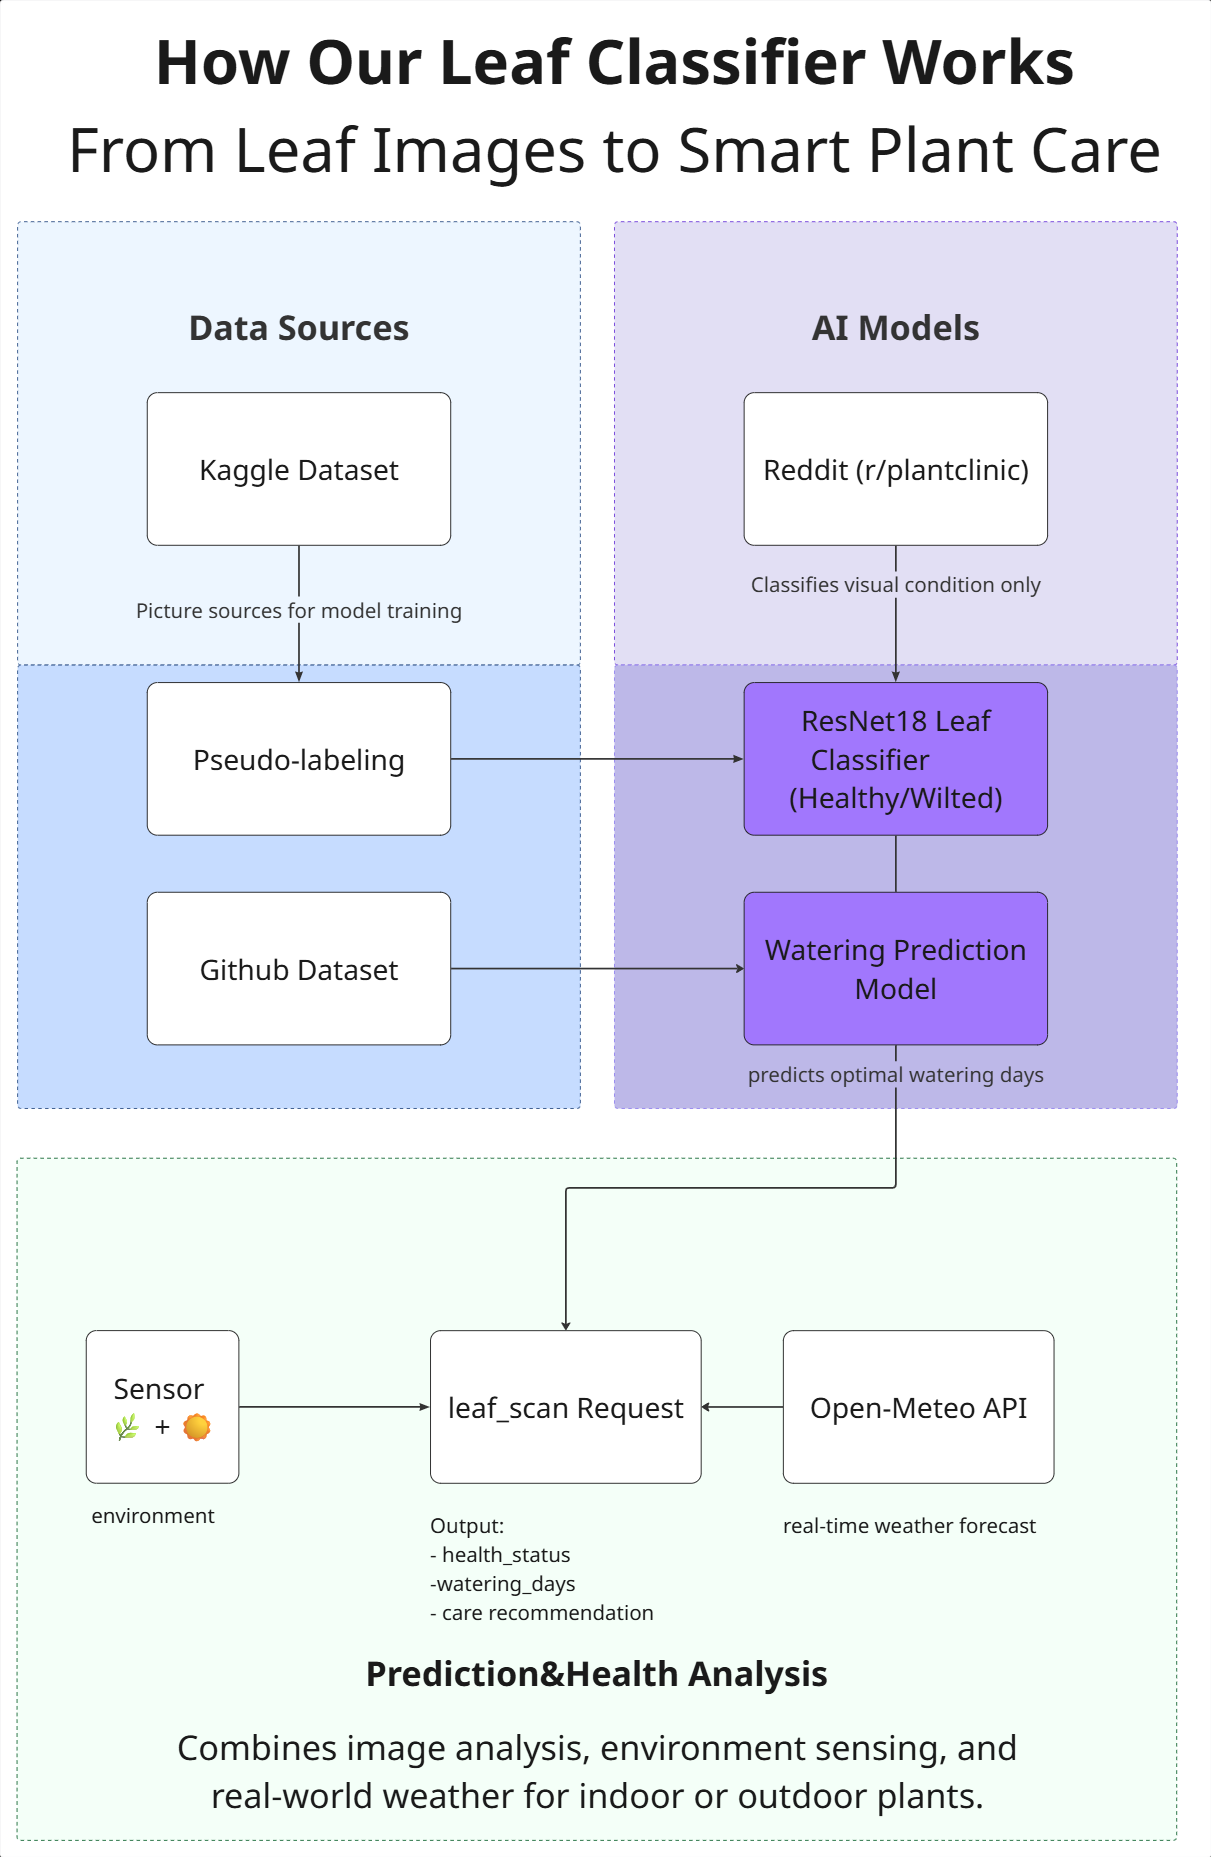 How Our Leaf Classifier Works
From Leaf Images to Smart Plant Care
Data Sources
Kaggle Dataset
Picture sources for model training
Pseudo-labeling
Github Dataset
AI Models
Reddit (r/plantclinic)
Classifies visual condition only
ResNet18 Leaf
Classifier
(Healthy/Wilted)
Watering Prediction
Model
predicts optimal watering days
Sensor
🌿 + 🌞
environment
leaf_scan Request
Output:
- health_status
-watering_days
- care recommendation
Open-Meteo API
real-time weather forecast
Prediction&Health Analysis
Combines image analysis, environment sensing, and
real-world weather for indoor or outdoor plants.